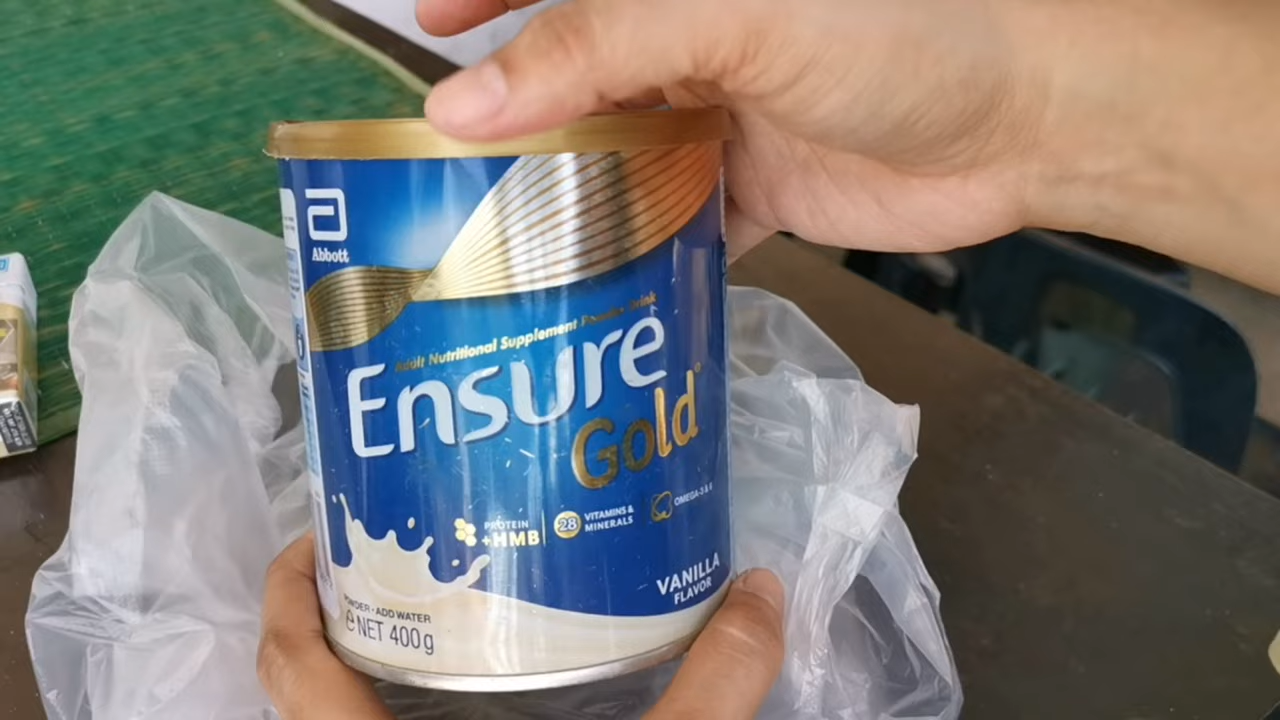 Abbott
Adult Nutritional Supplement Powder Drink
Ensure
Gold
PROTEIN
+HMB
28
VITAMINS &
MINERALS
OMEGA-3 & 6
VANILLA
FLAVOR
POWDER - ADD WATER
e NET 400g